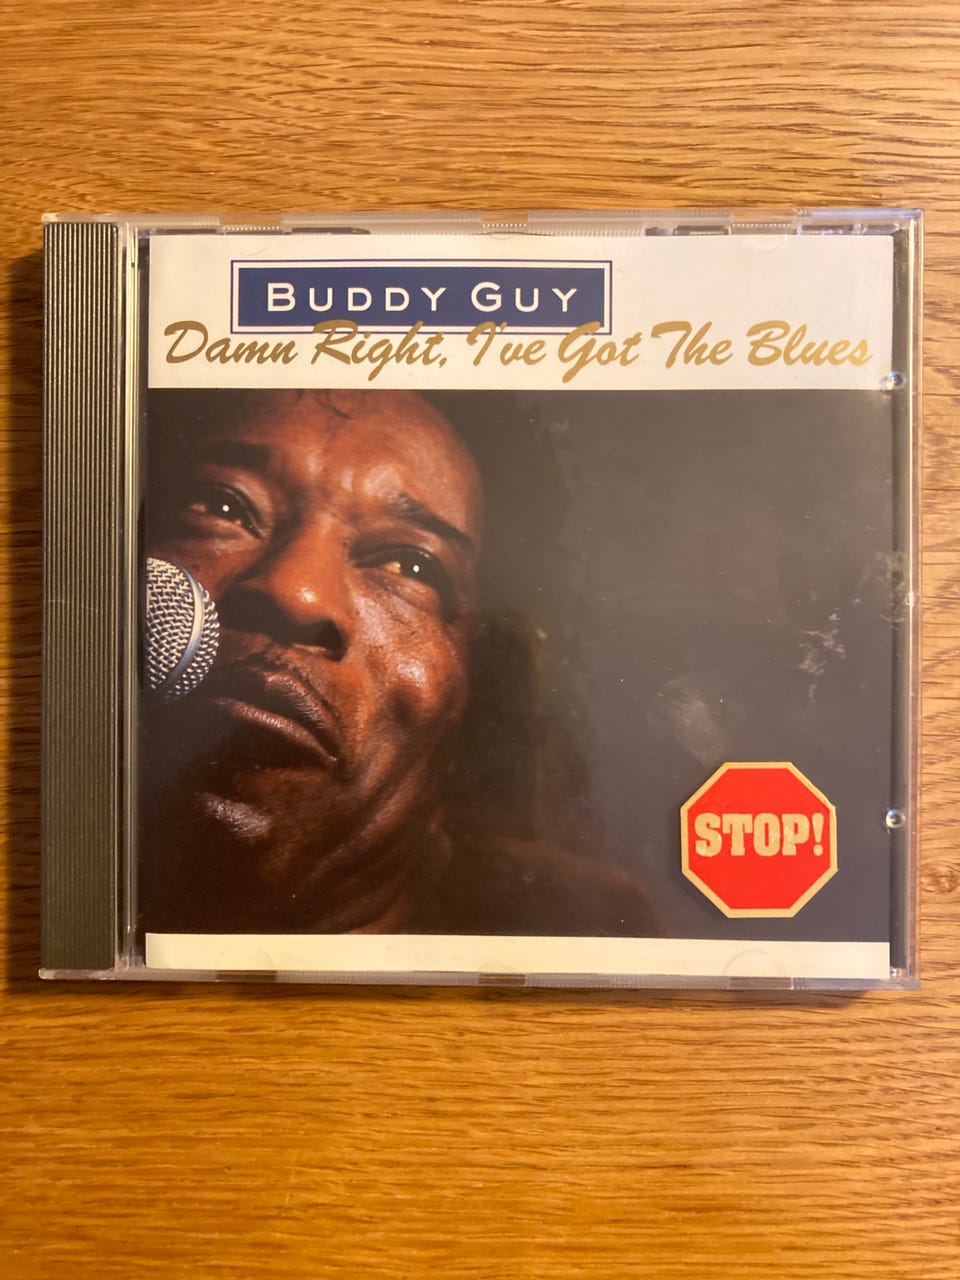 BUDDY GUY
Damn Right, I've Got The Blues
STOP!